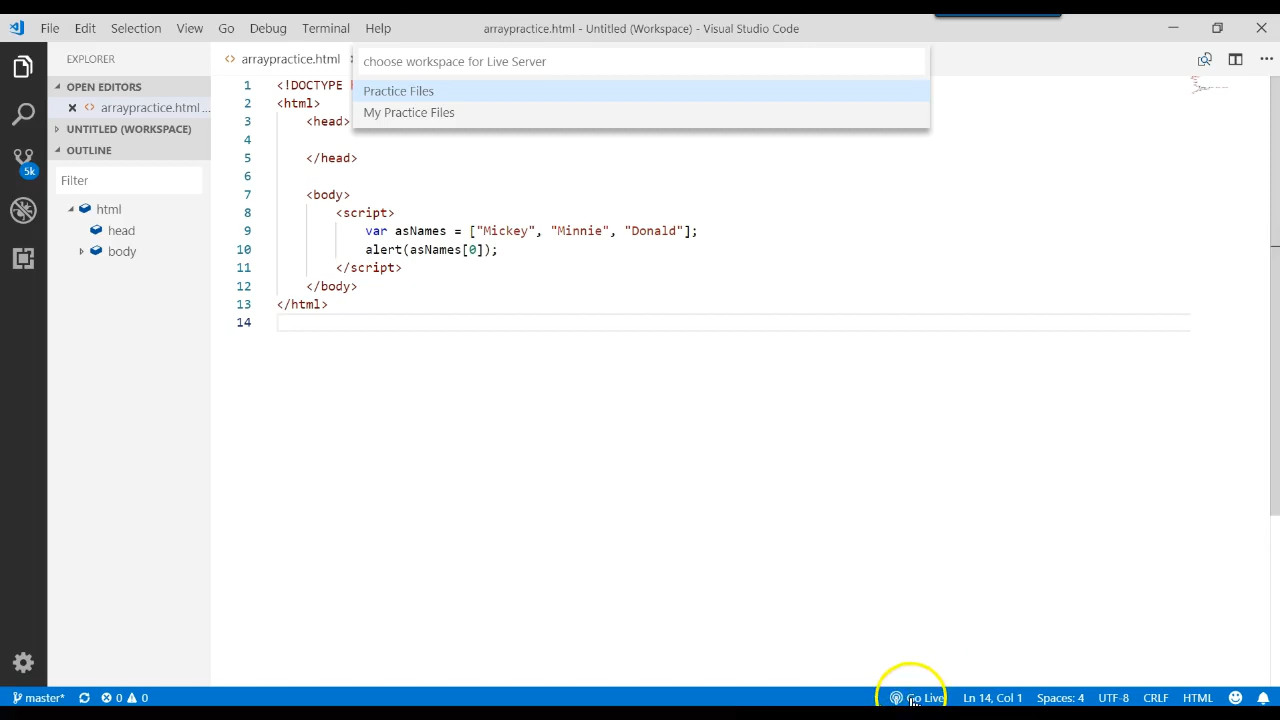 File Edit Selection View Go Debug Terminal Help arraypractice.html - Untitled (Workspace) - Visual Studio Code
EXPLORER
OPEN EDITORS
arraypractice.html ...
UNTITLED (WORKSPACE)
OUTLINE
Filter
html
head
body
5k
arraypractice.html
choose workspace for Live Server
Practice Files
My Practice Files
1 <!DOCTYPE
2 <html>
3 <head>
4
5 </head>
6
7 <body>
8 <script>
9 var asNames = ["Mickey", "Minnie", "Donald"];
10 alert(asNames[0]);
11 </script>
12 </body>
13 </html>
14
master* 0 0 Go Live Ln 14, Col 1 Spaces: 4 UTF-8 CRLF HTML